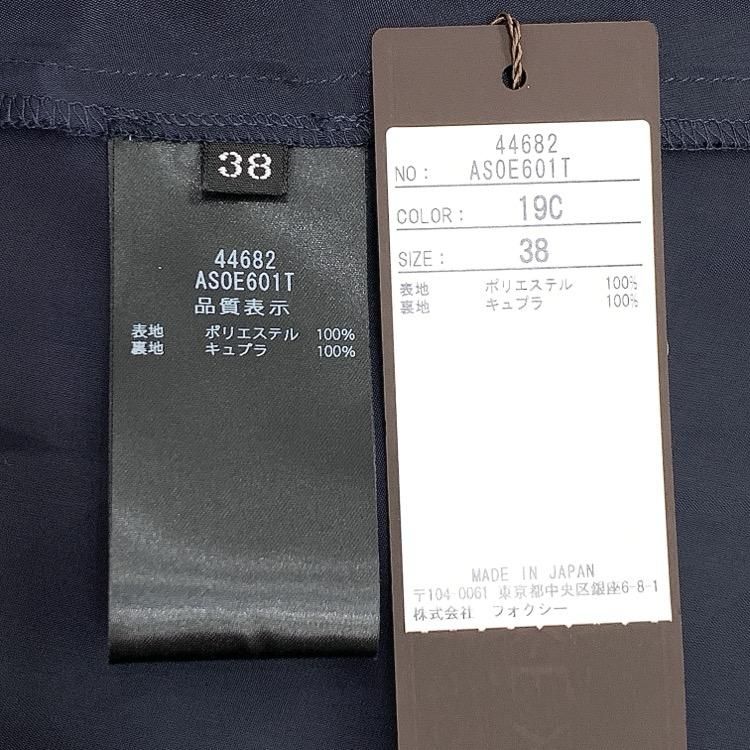 38
44682
ASOE601T
品質表示
表地 ポリエステル 100%
裏地 キュプラ 100%
44682
NO: ASOE601T
COLOR: 19C
SIZE: 38
表地 ポリエステル 100%
裏地 キュプラ 100%
MADE IN JAPAN
〒104-0061 東京都中央区銀座6-8-1
株式会社 フォクシー